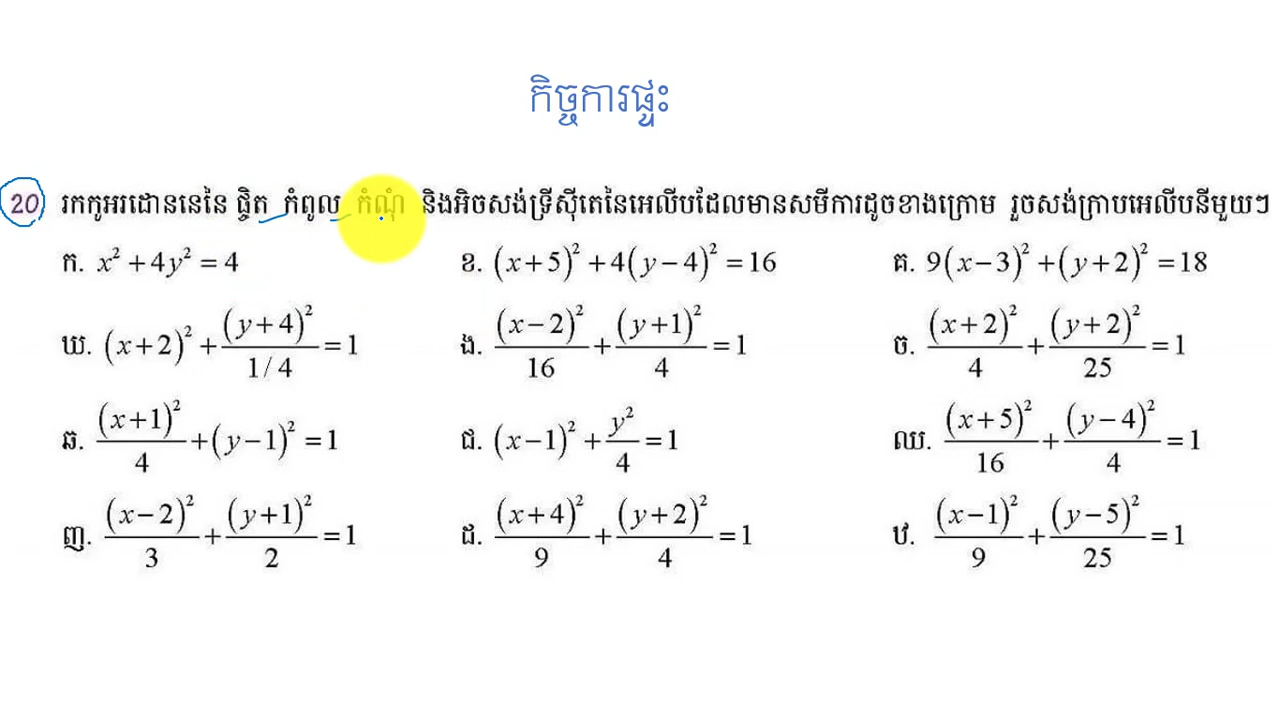 កិច្ចការផ្ទះ
20 រកកូអរដោនេនៃ ផ្ចិត កំពូល កំណុំ និងអិចសង់ទ្រីស៊ីតេនៃអេលីបដែលមានសមីការដូចខាងក្រោម រួចសង់ក្រាបអេលីបនីមួយៗ
ក. x² + 4y² = 4 ខ. (x+5)² + 4(y−4)² = 16 គ. 9(x−3)² + (y+2)² = 18
ឃ. (x+2)² + (y+4)²/1/4 = 1 ង. (x−2)²/16 + (y+1)²/4 = 1 ច. (x+2)²/4 + (y+2)²/25 = 1
ឆ. (x+1)²/4 + (y−1)² = 1 ជ. (x−1)² + y²/4 = 1 ឈ. (x+5)²/16 + (y−4)²/4 = 1
ញ. (x−2)²/3 + (y+1)²/2 = 1 ដ. (x+4)²/9 + (y+2)²/4 = 1 ឋ. (x−1)²/9 + (y−5)²/25 = 1